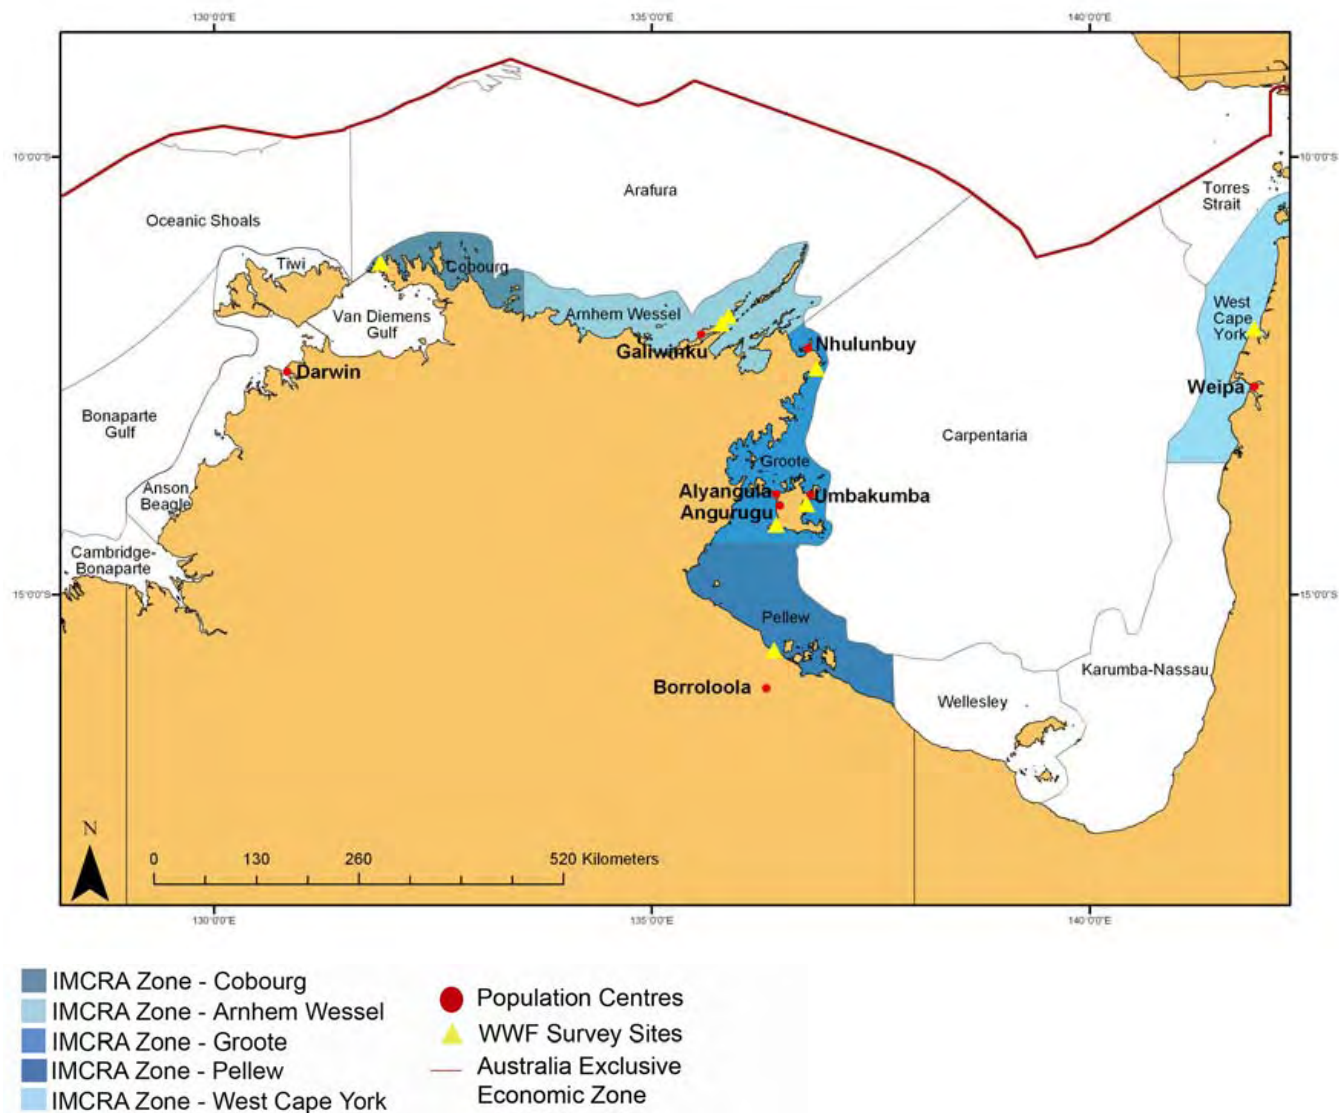 130°0'0"E
135°0'0"E
140°0'0"E
10°0'0"S
10°0'0"S
Arafura
Torres
Strait
Oceanic Shoals
Tiwi
Cobourg
Van Diemens
Gulf
Arnhem Wessel
West
Cape
York
Galiwinku
Nhulunbuy
Darwin
Weipa
Bonaparte
Gulf
Carpentaria
Groote
Anson
Beagle
Alyangula
Umbakumba
Angurugu
Cambridge-
Bonaparte
15°0'0"S
15°0'0"S
Pellew
Karumba-Nassau
Borroloola
Wellesley
N
0 130 260 520 Kilometers
130°0'0"E
135°0'0"E
140°0'0"E
IMCRA Zone - Cobourg
IMCRA Zone - Arnhem Wessel
IMCRA Zone - Groote
IMCRA Zone - Pellew
IMCRA Zone - West Cape York
Population Centres
WWF Survey Sites
Australia Exclusive
Economic Zone